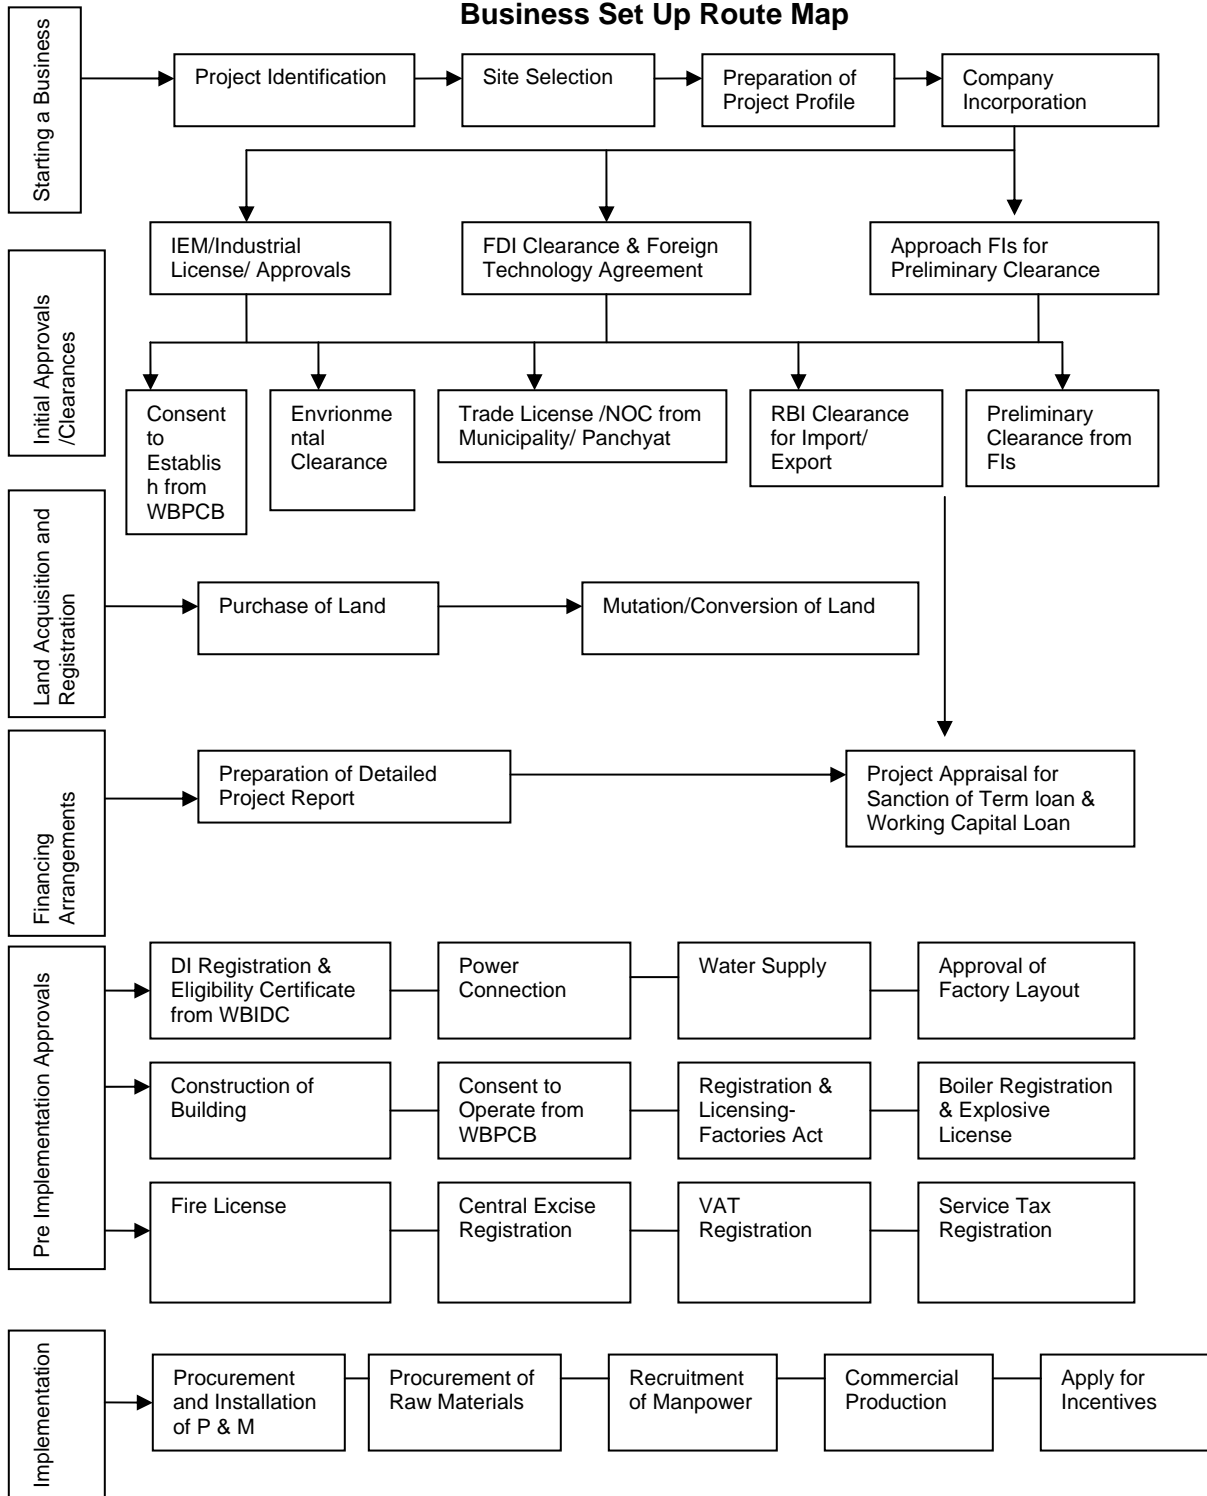 Business Set Up Route Map
Starting a Business
Project Identification
Site Selection
Preparation of
Project Profile
Company
Incorporation
Initial Approvals
/Clearances
IEM/Industrial
License/ Approvals
FDI Clearance & Foreign
Technology Agreement
Approach FIs for
Preliminary Clearance
Consent
to
Establis
h from
WBPCB
Envrionme
ntal
Clearance
Trade License /NOC from
Municipality/ Panchyat
RBI Clearance
for Import/
Export
Preliminary
Clearance from
FIs
Land Acquisition and
Registration
Purchase of Land
Mutation/Conversion of Land
Financing
Arrangements
Preparation of Detailed
Project Report
Project Appraisal for
Sanction of Term loan &
Working Capital Loan
Pre Implementation Approvals
DI Registration &
Eligibility Certificate
from WBIDC
Power
Connection
Water Supply
Approval of
Factory Layout
Construction of
Building
Consent to
Operate from
WBPCB
Registration &
Licensing-
Factories Act
Boiler Registration
& Explosive
License
Fire License
Central Excise
Registration
VAT
Registration
Service Tax
Registration
Implementation
Procurement
and Installation
of P & M
Procurement of
Raw Materials
Recruitment
of Manpower
Commercial
Production
Apply for
Incentives